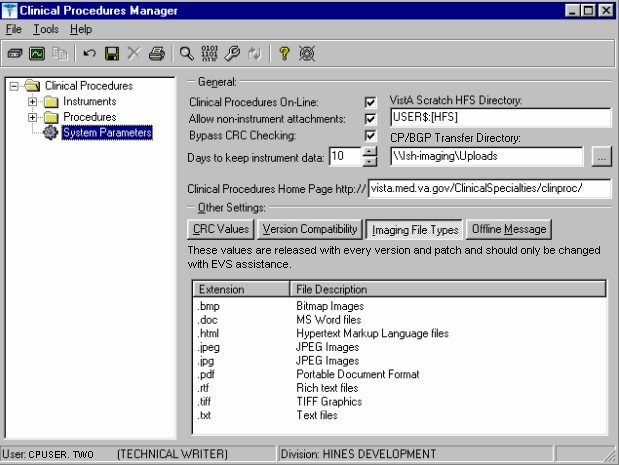 Clinical Procedures Manager
File Tools Help
Clinical Procedures
Instruments
Procedures
System Parameters
General:
Clinical Procedures On-Line:
Allow non-instrument attachments:
Bypass CRC Checking:
Days to keep instrument data: 10
VistA Scratch HFS Directory:
USER$:[HFS]
CP/BGP Transfer Directory:
\\Ish-imaging\Uploads
...
Clinical Procedures Home Page http:// vista.med.va.gov/ClinicalSpecialties/clinproc/
Other Settings:
CRC Values Version Compatibility Imaging File Types Offline Message
These values are released with every version and patch and should only be changed
with EVS assistance.
Extension File Description
.bmp Bitmap Images
.doc MS Word files
.html Hypertext Markup Language files
.jpeg JPEG Images
.jpg JPEG Images
.pdf Portable Document Format
.rtf Rich text files
.tiff TIFF Graphics
.txt Text files
User: CPUSER, TWO (TECHNICAL WRITER) Division: HINES DEVELOPMENT